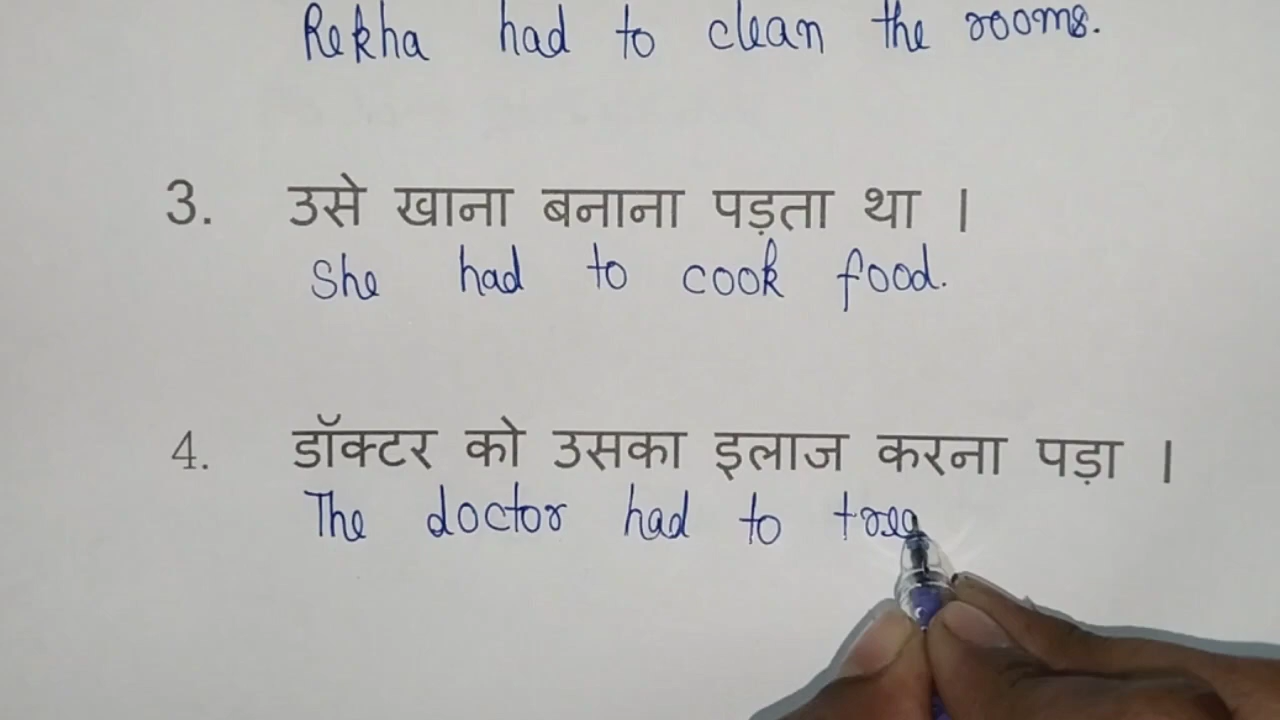 Rekha had to clean the rooms.
3. उसे खाना बनाना पड़ता था ।
She had to cook food.
4. डॉक्टर को उसका इलाज करना पड़ा ।
The doctor had to trea